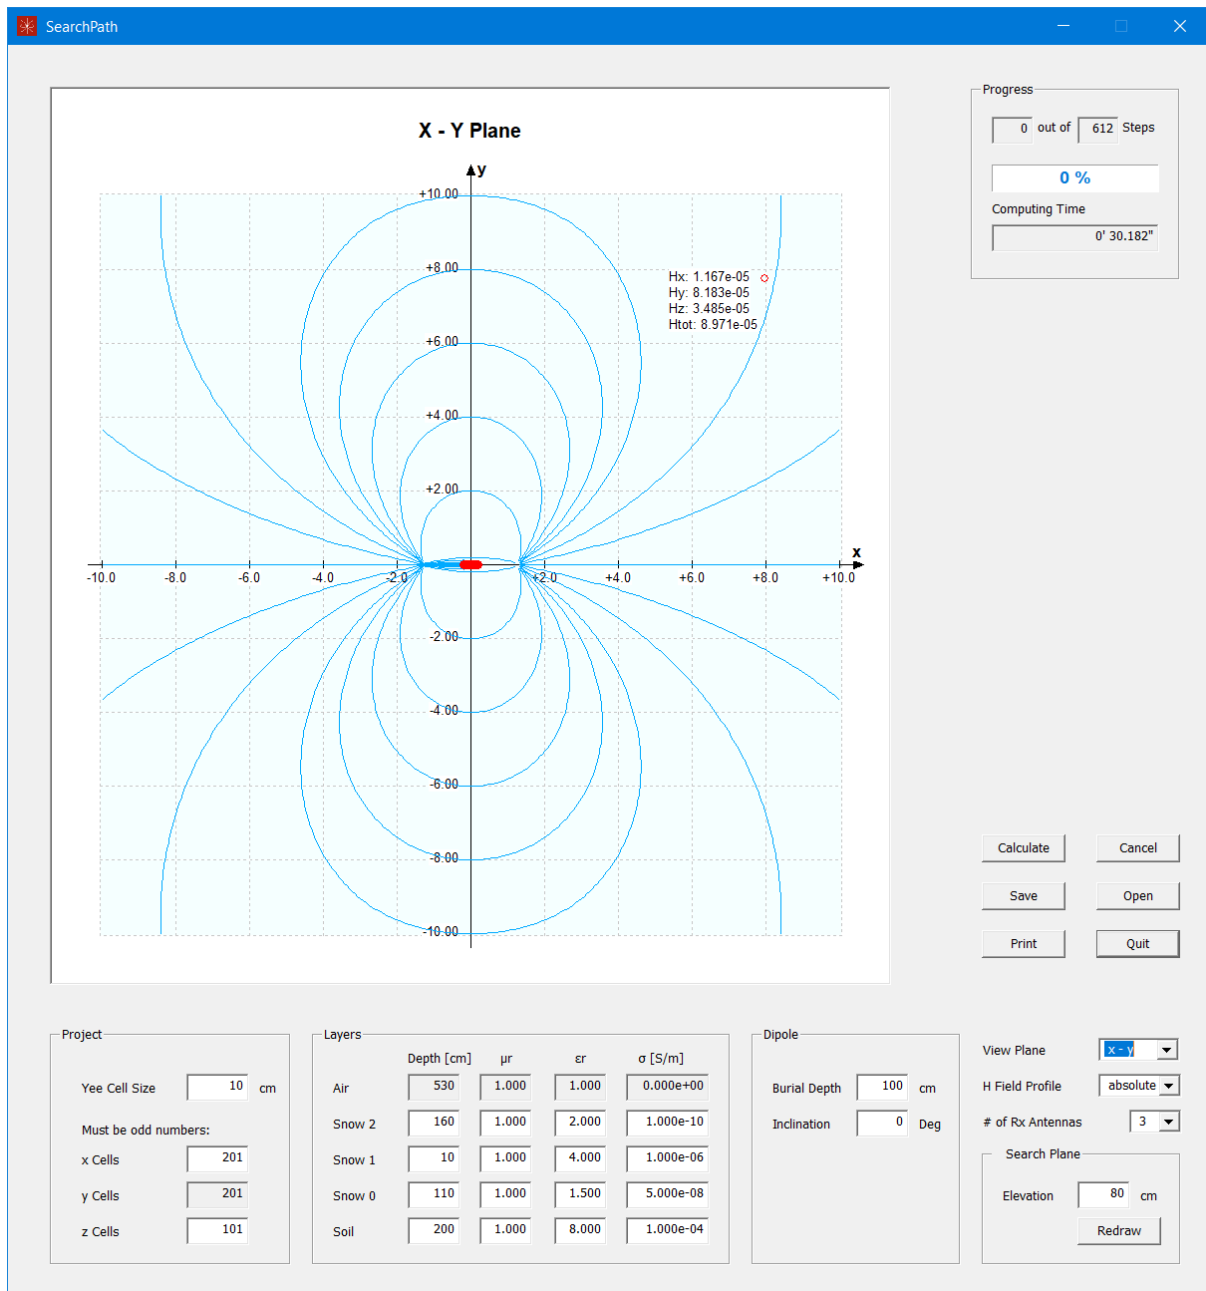 SearchPath
X - Y Plane
y
+10.00
+8.00
Hx: 1.167e-05
Hy: 8.183e-05
Hz: 3.485e-05
Htot: 8.971e-05
+6.00
+4.00
+2.00
x
-10.0 -8.0 -6.0 -4.0 -2.0 +2.0 +4.0 +6.0 +8.0 +10.0
-2.00
-4.00
-6.00
-8.00
-10.00
Progress
0 out of 612 Steps
0 %
Computing Time
0' 30.182"
Calculate Cancel
Save Open
Print Quit
Project
Yee Cell Size 10 cm
Must be odd numbers:
x Cells 201
y Cells 201
z Cells 101
Layers
Depth [cm] μr εr σ [S/m]
Air 530 1.000 1.000 0.000e+00
Snow 2 160 1.000 2.000 1.000e-10
Snow 1 10 1.000 4.000 1.000e-06
Snow 0 110 1.000 1.500 5.000e-08
Soil 200 1.000 8.000 1.000e-04
Dipole
Burial Depth 100 cm
Inclination 0 Deg
View Plane x - y
H Field Profile absolute
# of Rx Antennas 3
Search Plane
Elevation 80 cm
Redraw